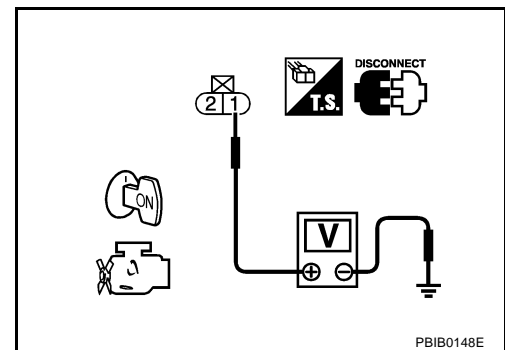 DISCONNECT
T.S.
2 1
ON
V
PBIB0148E